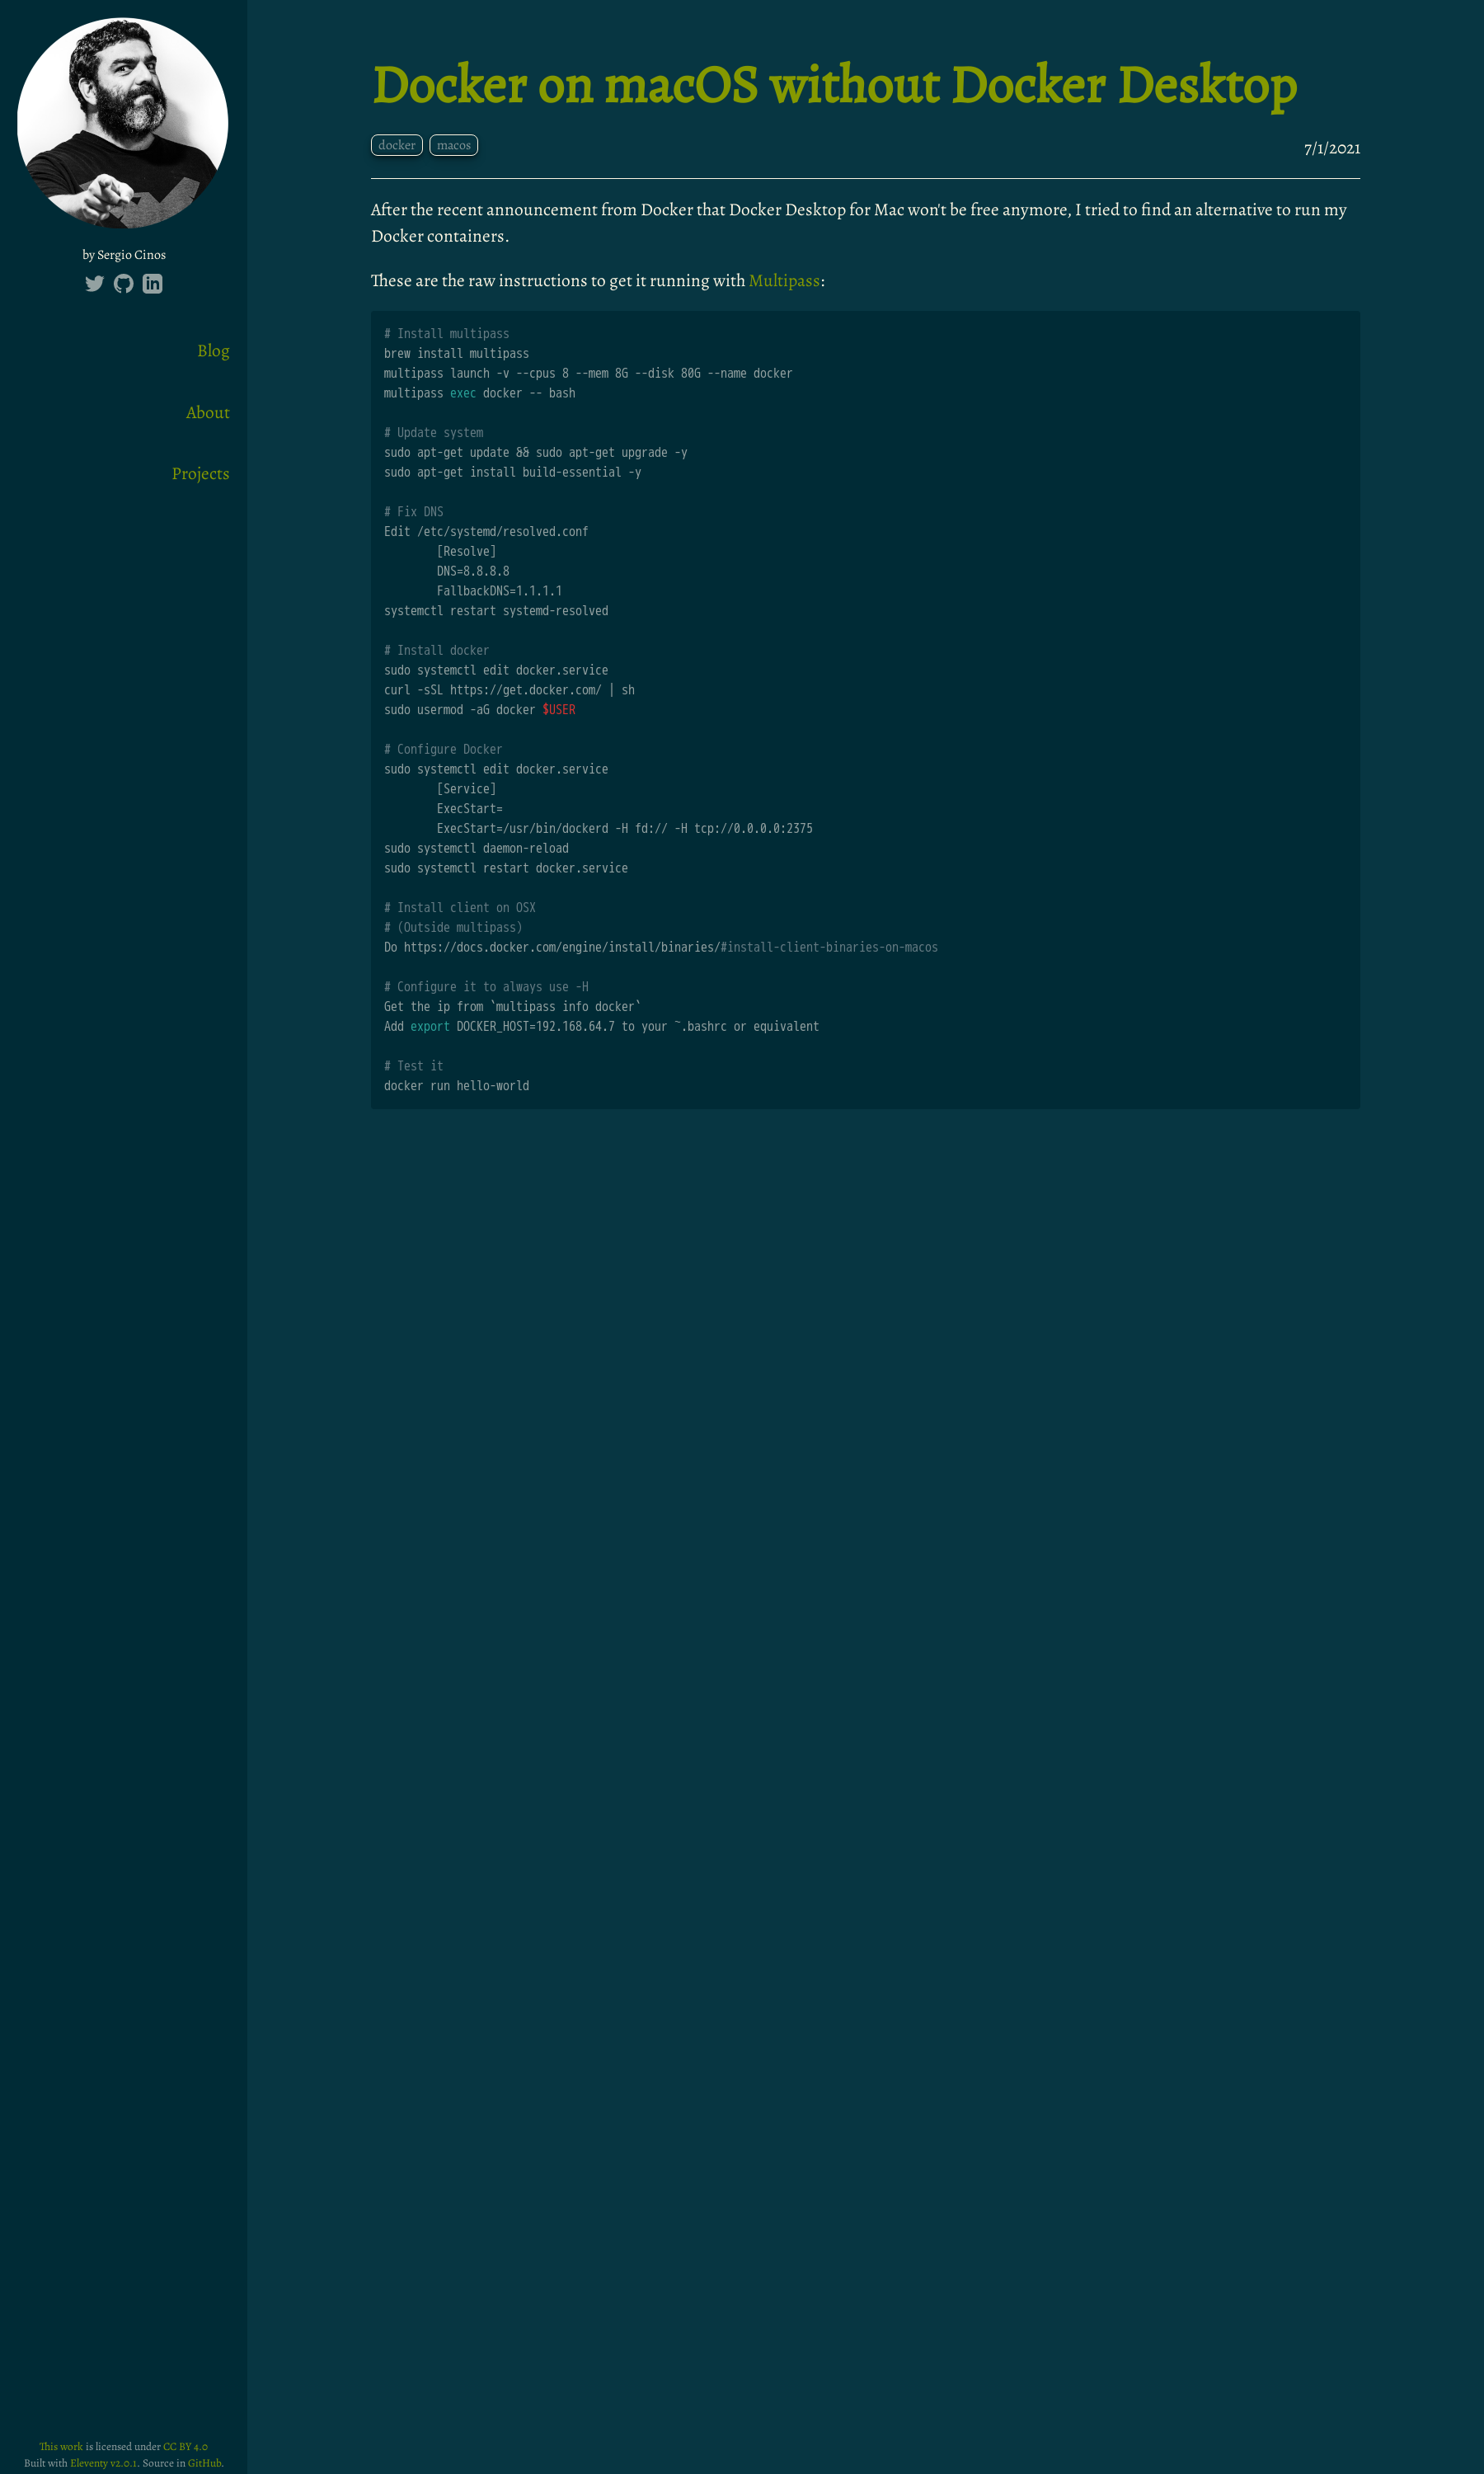 by Sergio Cinos
Blog
About
Projects
This work is licensed under CC BY 4.0
Built with Eleventy v2.0.1. Source in GitHub.
Docker on macOS without Docker Desktop
docker macos
7/1/2021
After the recent announcement from Docker that Docker Desktop for Mac won't be free anymore, I tried to find an alternative to run my
Docker containers.
These are the raw instructions to get it running with Multipass:
# Install multipass
brew install multipass
multipass launch -v --cpus 8 --mem 8G --disk 80G --name docker
multipass exec docker -- bash
# Update system
sudo apt-get update && sudo apt-get upgrade -y
sudo apt-get install build-essential -y
# Fix DNS
Edit /etc/systemd/resolved.conf
[Resolve]
DNS=8.8.8.8
FallbackDNS=1.1.1.1
systemctl restart systemd-resolved
# Install docker
sudo systemctl edit docker.service
curl -sSL https://get.docker.com/ | sh
sudo usermod -aG docker $USER
# Configure Docker
sudo systemctl edit docker.service
[Service]
ExecStart=
ExecStart=/usr/bin/dockerd -H fd:// -H tcp://0.0.0.0:2375
sudo systemctl daemon-reload
sudo systemctl restart docker.service
# Install client on OSX
# (Outside multipass)
Do https://docs.docker.com/engine/install/binaries/#install-client-binaries-on-macos
# Configure it to always use -H
Get the ip from `multipass info docker`
Add export DOCKER_HOST=192.168.64.7 to your ~.bashrc or equivalent
# Test it
docker run hello-world